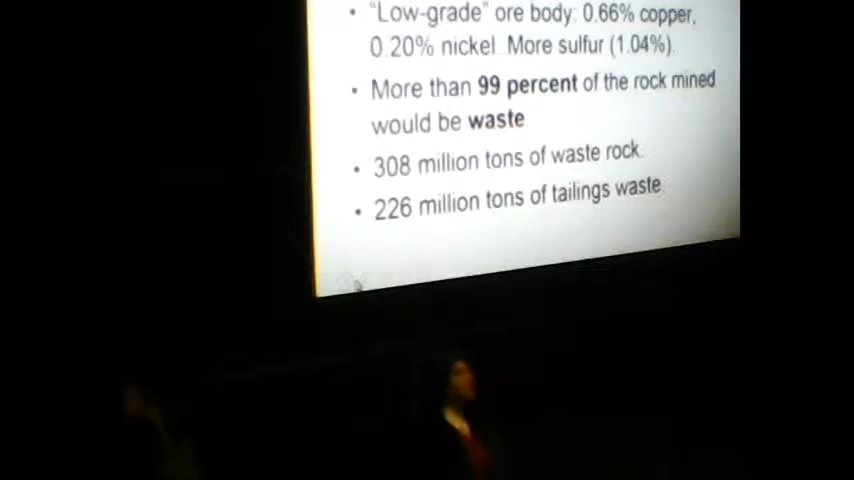 • "Low-grade" ore body: 0.66% copper,
0.20% nickel. More sulfur (1.04%).
• More than 99 percent of the rock mined
would be waste.
• 308 million tons of waste rock.
• 226 million tons of tailings waste.